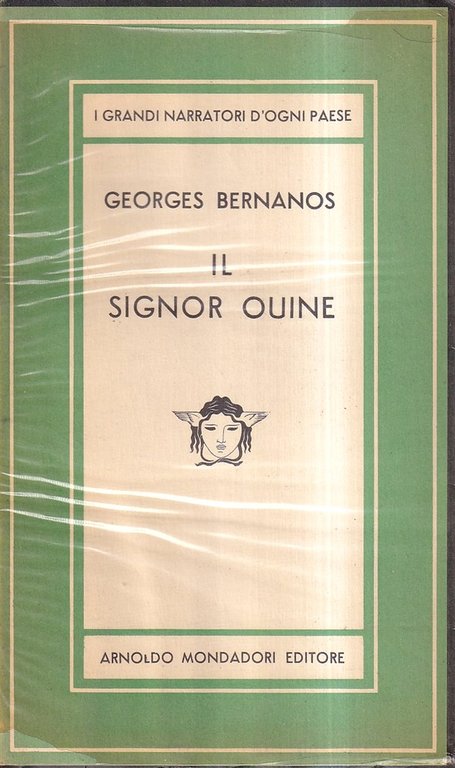 I GRANDI NARRATORI D'OGNI PAESE
GEORGES BERNANOS
IL
SIGNOR OUINE
ARNOLDO MONDADORI EDITORE